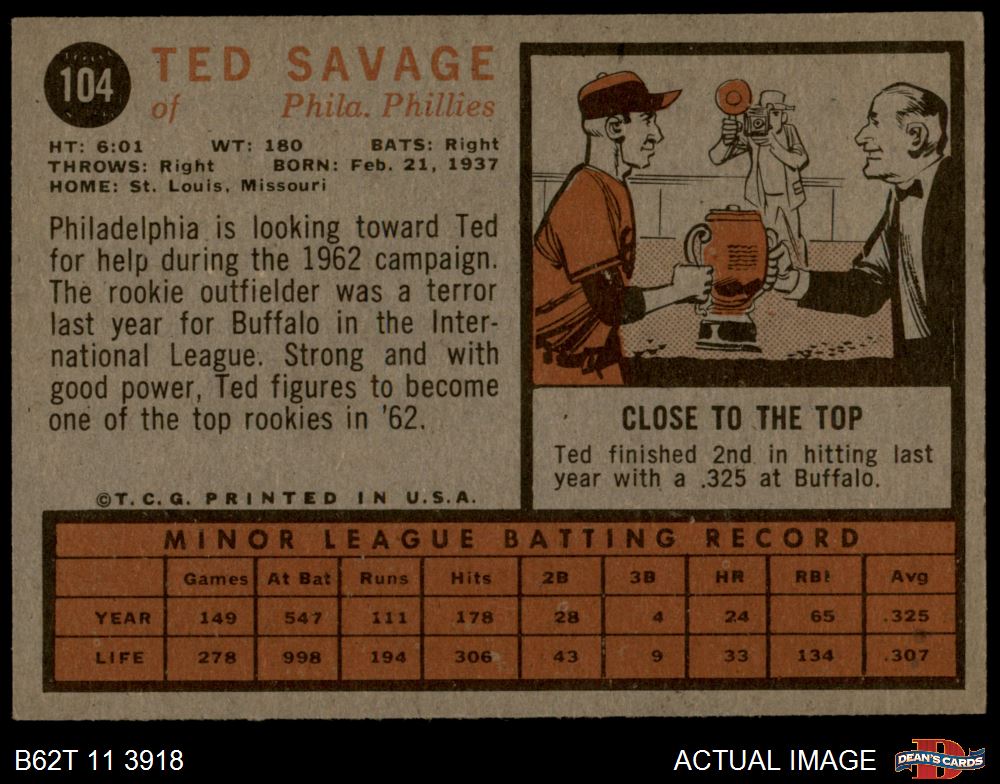 104
TED SAVAGE
of Phila. Phillies
HT: 6:01 WT: 180 BATS: Right
THROWS: Right BORN: Feb. 21, 1937
HOME: St. Louis, Missouri
Philadelphia is looking toward Ted
for help during the 1962 campaign.
The rookie outfielder was a terror
last year for Buffalo in the Inter-
national League. Strong and with
good power, Ted figures to become
one of the top rookies in '62.
©T.C.G. PRINTED IN U.S.A.
CLOSE TO THE TOP
Ted finished 2nd in hitting last
year with a .325 at Buffalo.
MINOR LEAGUE BATTING RECORD
Games At Bat Runs Hits 2B 3B HR RBI Avg
YEAR 149 547 111 178 28 4 24 65 .325
LIFE 278 998 194 306 43 9 33 134 .307
B62T 11 3918
ACTUAL IMAGE
DEAN'S CARDS